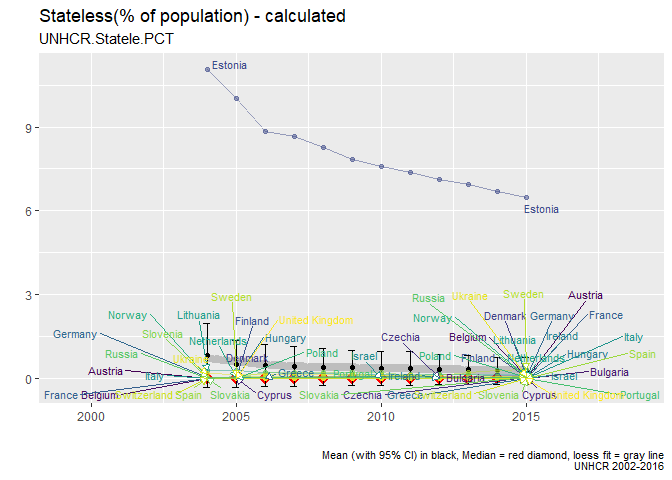 Stateless(% of population) - calculated
UNHCR.Statele.PCT
Estonia
9
6
Estonia
3
Sweden
Russia
Ukraine
Sweden
Austria
Norway
Lithuania
Finland
United Kingdom
Norway
Denmark
Germany
France
Germany
Slovenia
Netherlands
Hungary
Czechia
Belgium
Lithuania
Ireland
Italy
Russia
Ukraine
Denmark
Poland
Israel
Poland
Finland
Netherlands
Hungary
Spain
Austria
Italy
Greece
Portugal
Ireland
Bulgaria
Israel
Bulgaria
0
France
Belgium
Switzerland
Spain
Slovakia
Cyprus
Slovakia
Czechia
Greece
Switzerland
Slovenia
Cyprus
United Kingdom
Portugal
2000
2005
2010
2015
Mean (with 95% CI) in black, Median = red diamond, loess fit = gray line
UNHCR 2002-2016